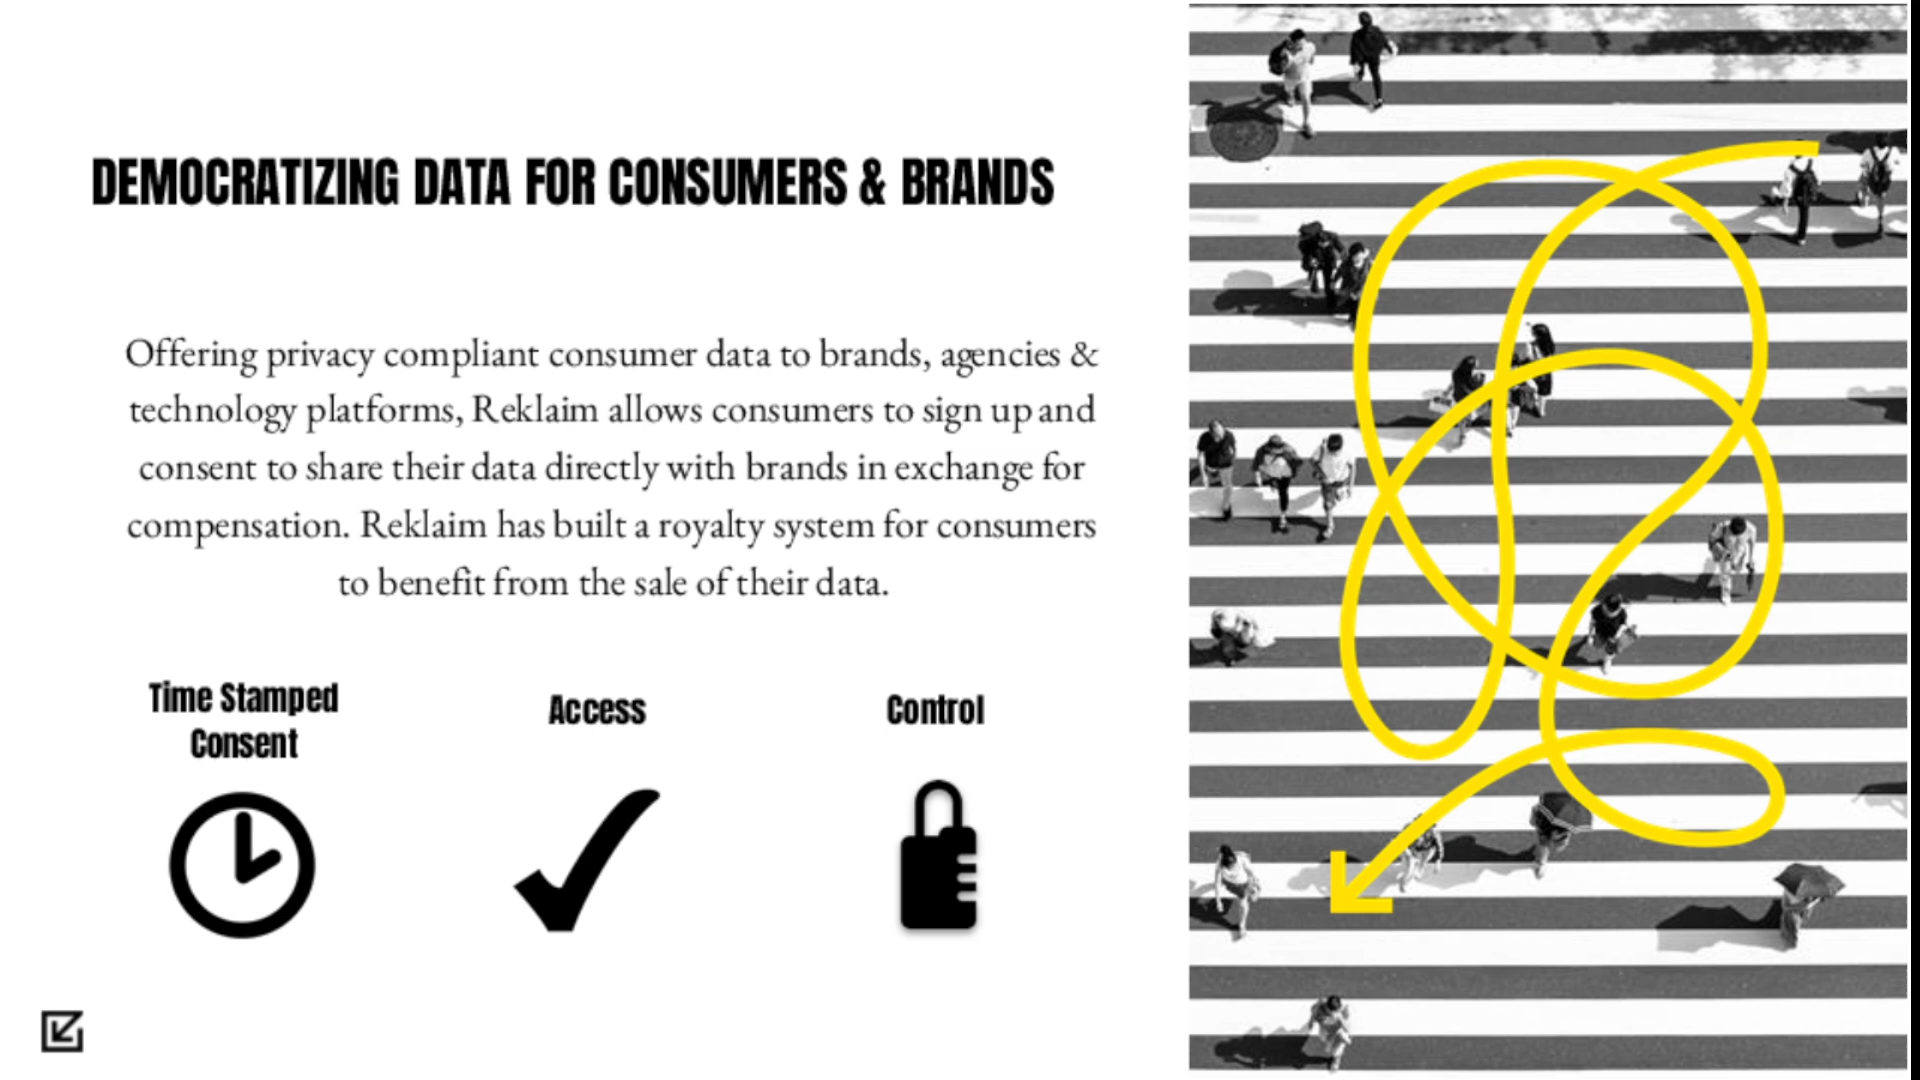 DEMOCRATIZING DATA FOR CONSUMERS & BRANDS
Offering privacy compliant consumer data to brands, agencies &
technology platforms, Reklaim allows consumers to sign up and
consent to share their data directly with brands in exchange for
compensation. Reklaim has built a royalty system for consumers
to benefit from the sale of their data.
Time Stamped
Consent
Access
Control